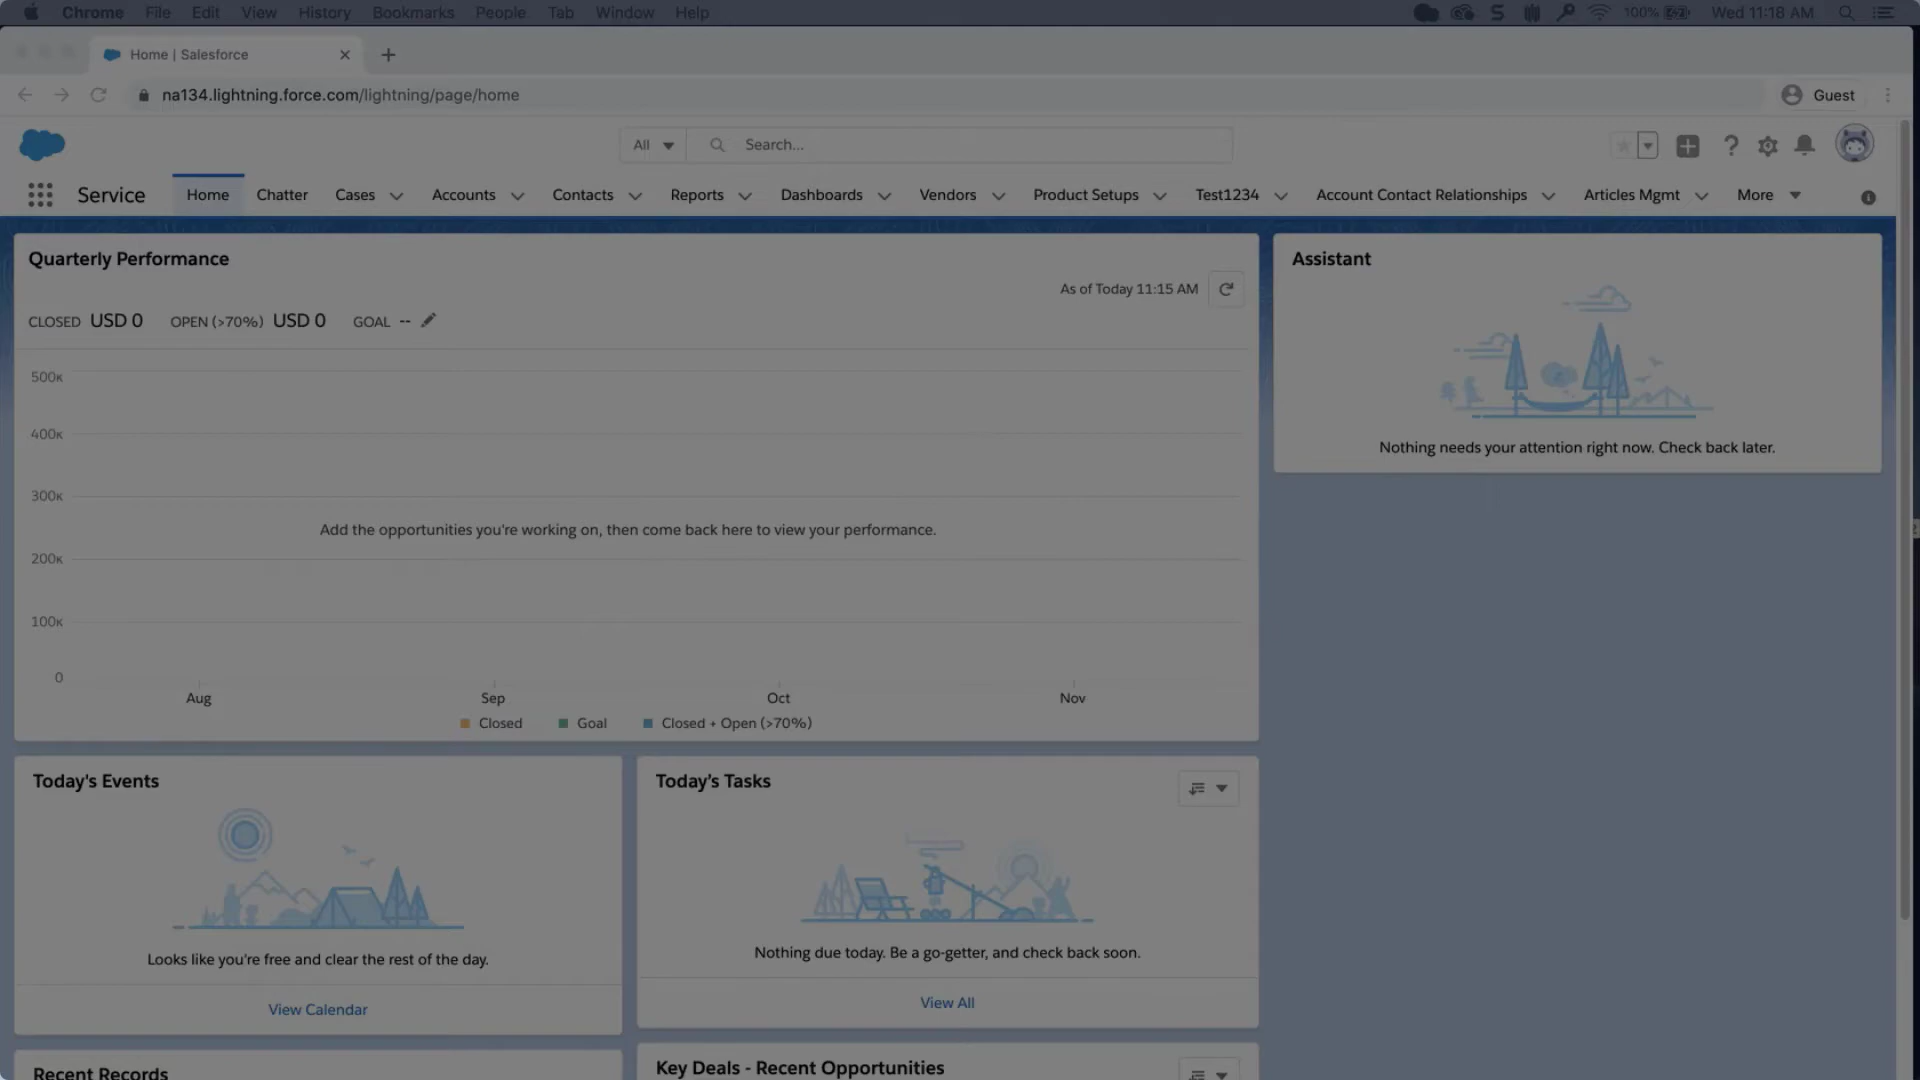 Chrome File Edit View History Bookmarks People Tab Window Help 100% Wed 11:18 AM
Home | Salesforce
na134.lightning.force.com/lightning/page/home Guest
All Search...
Service Home Chatter Cases Accounts Contacts Reports Dashboards Vendors Product Setups Test1234 Account Contact Relationships Articles Mgmt More
Quarterly Performance
As of Today 11:15 AM
CLOSED USD 0 OPEN (>70%) USD 0 GOAL --
500K
400K
300K
Add the opportunities you're working on, then come back here to view your performance.
200K
100K
0
Aug Sep Oct Nov
Closed Goal Closed + Open (>70%)
Assistant
Nothing needs your attention right now. Check back later.
Today's Events
Looks like you're free and clear the rest of the day.
View Calendar
Today's Tasks
Nothing due today. Be a go-getter, and check back soon.
View All
Recent Records
Key Deals - Recent Opportunities